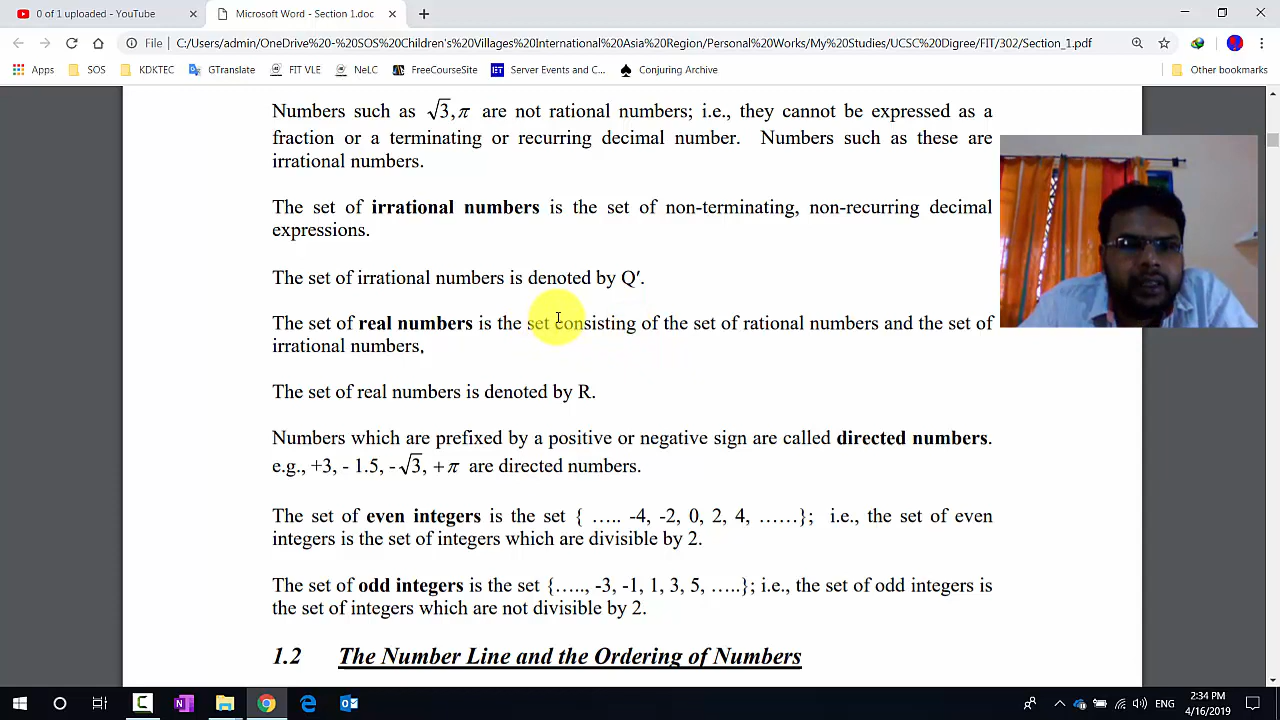 0 of 1 uploaded - YouTube
Microsoft Word - Section 1.doc
File
C:/Users/admin/OneDrive%20-%20SOS%20Children's%20Villages%20International%20Asia%20Region/Personal%20Works/My%20Studies/UCSC%20Digree/FIT/302/Section_1.pdf
Apps
SOS
KDKTEC
GTranslate
FIT VLE
NeLC
FreeCourseSite
Server Events and C...
Conjuring Archive
Other bookmarks
Numbers such as √3, π are not rational numbers; i.e., they cannot be expressed as a
fraction or a terminating or recurring decimal number. Numbers such as these are
irrational numbers.
The set of irrational numbers is the set of non-terminating, non-recurring decimal
expressions.
The set of irrational numbers is denoted by Q′.
The set of real numbers is the set consisting of the set of rational numbers and the set of
irrational numbers.
The set of real numbers is denoted by R.
Numbers which are prefixed by a positive or negative sign are called directed numbers.
e.g., +3, - 1.5, -√3, +π are directed numbers.
The set of even integers is the set { ….. -4, -2, 0, 2, 4, ……}; i.e., the set of even
integers is the set of integers which are divisible by 2.
The set of odd integers is the set {….., -3, -1, 1, 3, 5, …..}; i.e., the set of odd integers is
the set of integers which are not divisible by 2.
1.2 The Number Line and the Ordering of Numbers
ENG
2:34 PM
4/16/2019